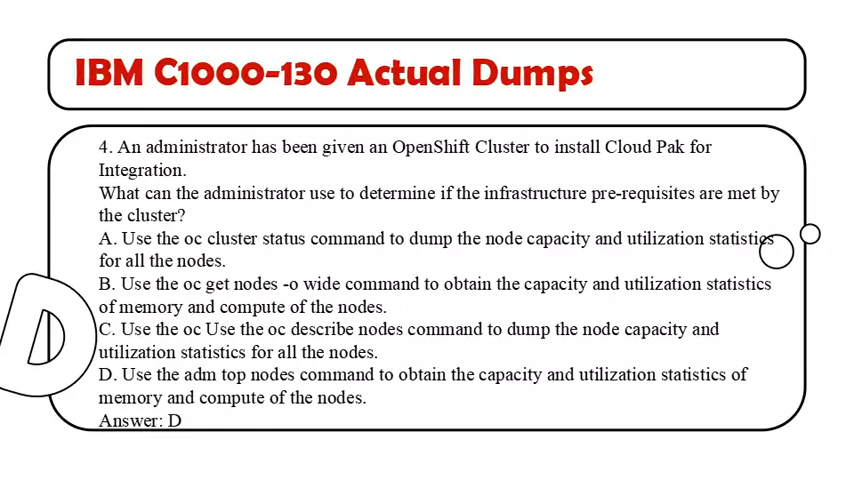 IBM C1000-130 Actual Dumps
4. An administrator has been given an OpenShift Cluster to install Cloud Pak for
Integration.
What can the administrator use to determine if the infrastructure pre-requisites are met by
the cluster?
A. Use the oc cluster status command to dump the node capacity and utilization statistics
for all the nodes.
B. Use the oc get nodes -o wide command to obtain the capacity and utilization statistics
of memory and compute of the nodes.
C. Use the oc Use the oc describe nodes command to dump the node capacity and
utilization statistics for all the nodes.
D. Use the adm top nodes command to obtain the capacity and utilization statistics of
memory and compute of the nodes.
Answer: D
D